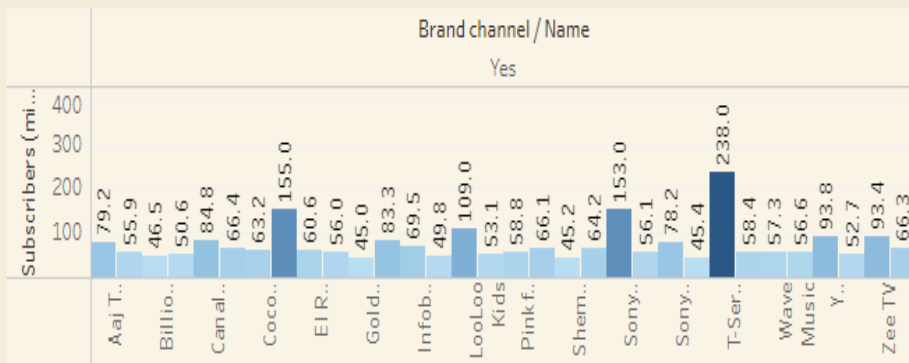 Brand channel / Name
Yes
Subscribers (mi...
400
300
200
100
79.2
55.9
46.5
50.6
84.8
66.4
63.2
155.0
60.6
56.0
45.0
83.3
69.5
49.8
109.0
53.1
58.8
66.1
45.2
64.2
153.0
56.1
78.2
45.4
238.0
58.4
57.3
56.6
93.8
52.7
93.4
66.3
Aaj T..
Billio..
Canal..
Coco..
El R..
Gold..
Infob..
LooLoo
Kids
Pink f..
Shem..
Sony..
Sony..
T-Ser..
Wave
Music
Y..
Zee TV